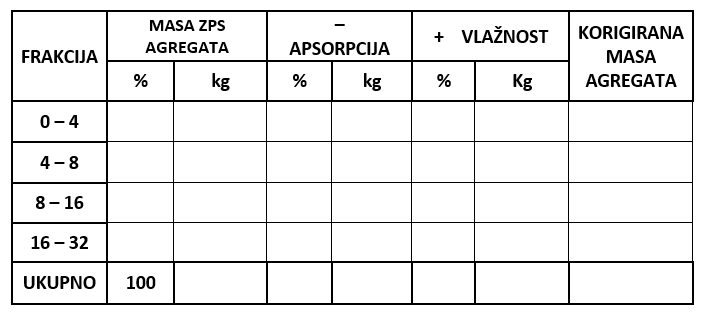 FRAKCIJA
MASA ZPS
AGREGATA
–
APSORPCIJA
+ VLAŽNOST
KORIGIRANA
MASA
AGREGATA
% kg % kg % Kg
0 – 4
4 – 8
8 – 16
16 – 32
UKUPNO 100